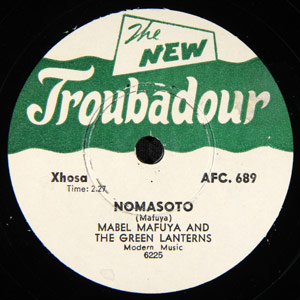 The
NEW
Troubadour
Xhosa AFC. 689
Time: 2.27
NOMASOTO
(Mafuya)
MABEL MAFUYA AND
THE GREEN LANTERNS
Modern Music
6225